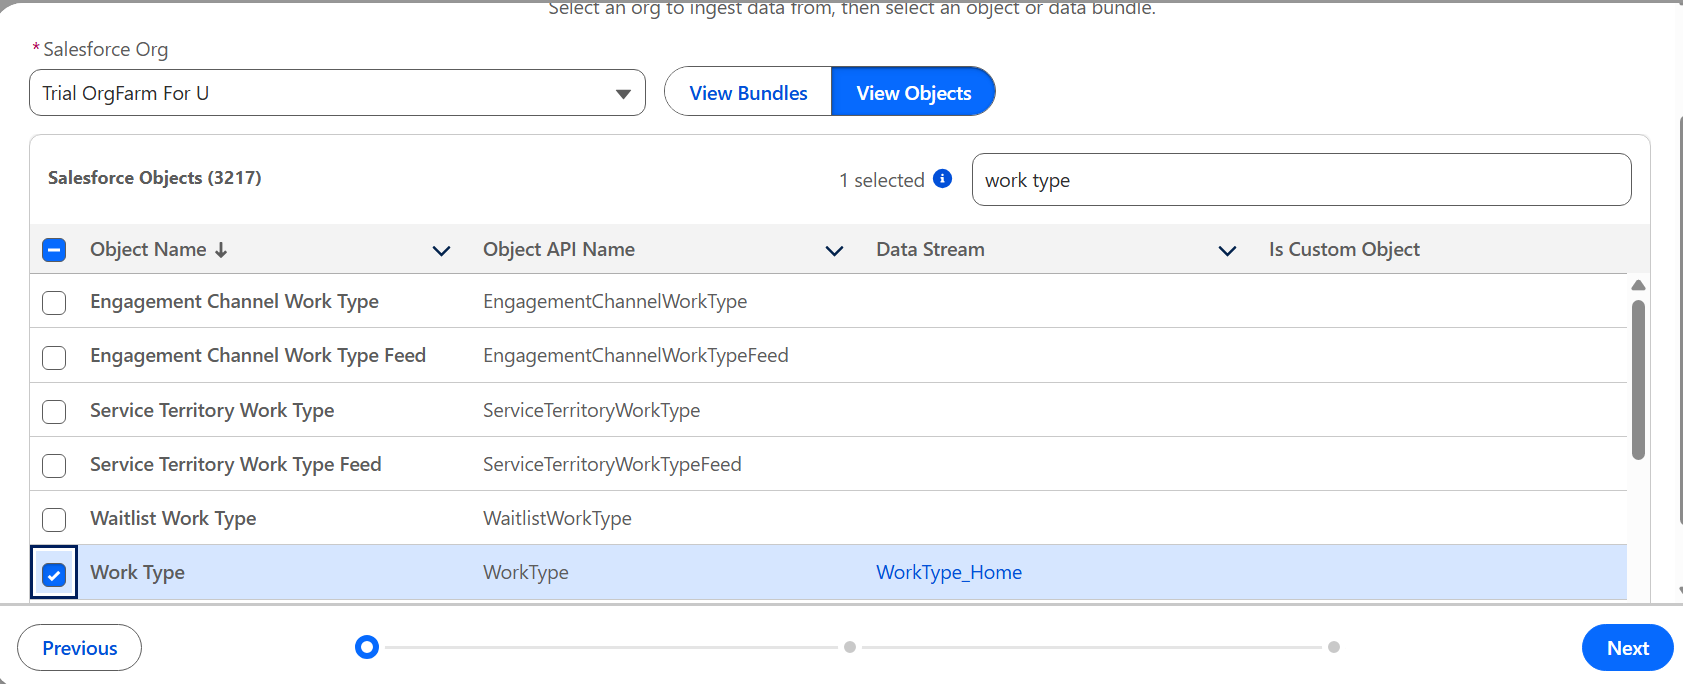 Select an org to ingest data from, then select an object or data bundle.
* Salesforce Org
Trial OrgFarm For U
View Bundles
View Objects
Salesforce Objects (3217)
1 selected
work type
Object Name
Object API Name
Data Stream
Is Custom Object
Engagement Channel Work Type
EngagementChannelWorkType
Engagement Channel Work Type Feed
EngagementChannelWorkTypeFeed
Service Territory Work Type
ServiceTerritoryWorkType
Service Territory Work Type Feed
ServiceTerritoryWorkTypeFeed
Waitlist Work Type
WaitlistWorkType
Work Type
WorkType
WorkType_Home
Previous
Next